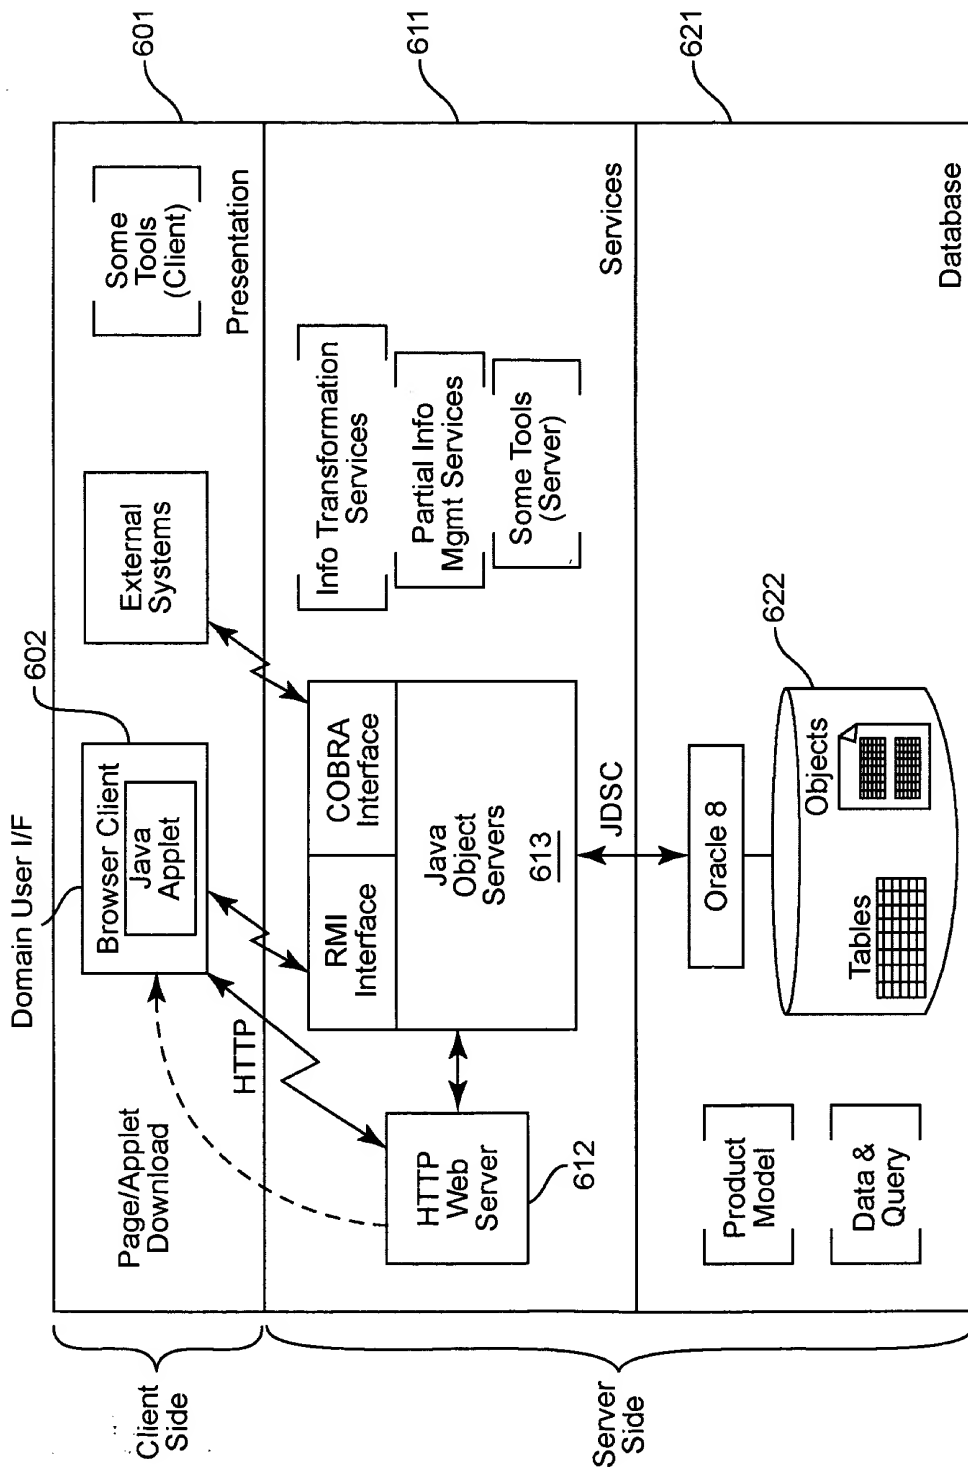 Client
Side
Server
Side
Domain User I/F
602
601
611
621
Page/Applet
Download
HTTP
Browser Client
Java
Applet
External
Systems
Some
Tools
(Client)
Presentation
HTTP
Web
Server
612
RMI
Interface
COBRA
Interface
Java
Object
Servers
613
Info Transformation
Services
Partial Info
Mgmt Services
Some Tools
(Server)
Services
JDSC
Product
Model
Data &
Query
Oracle 8
Tables
Objects
622
Database